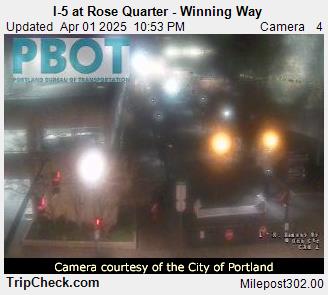 I-5 at Rose Quarter - Winning Way
Updated Apr 01 2025 10:53 PM Camera 4
PBOT
PORTLAND BUREAU OF TRANSPORTATION
Camera courtesy of the City of Portland
TripCheck.com Milepost302.00